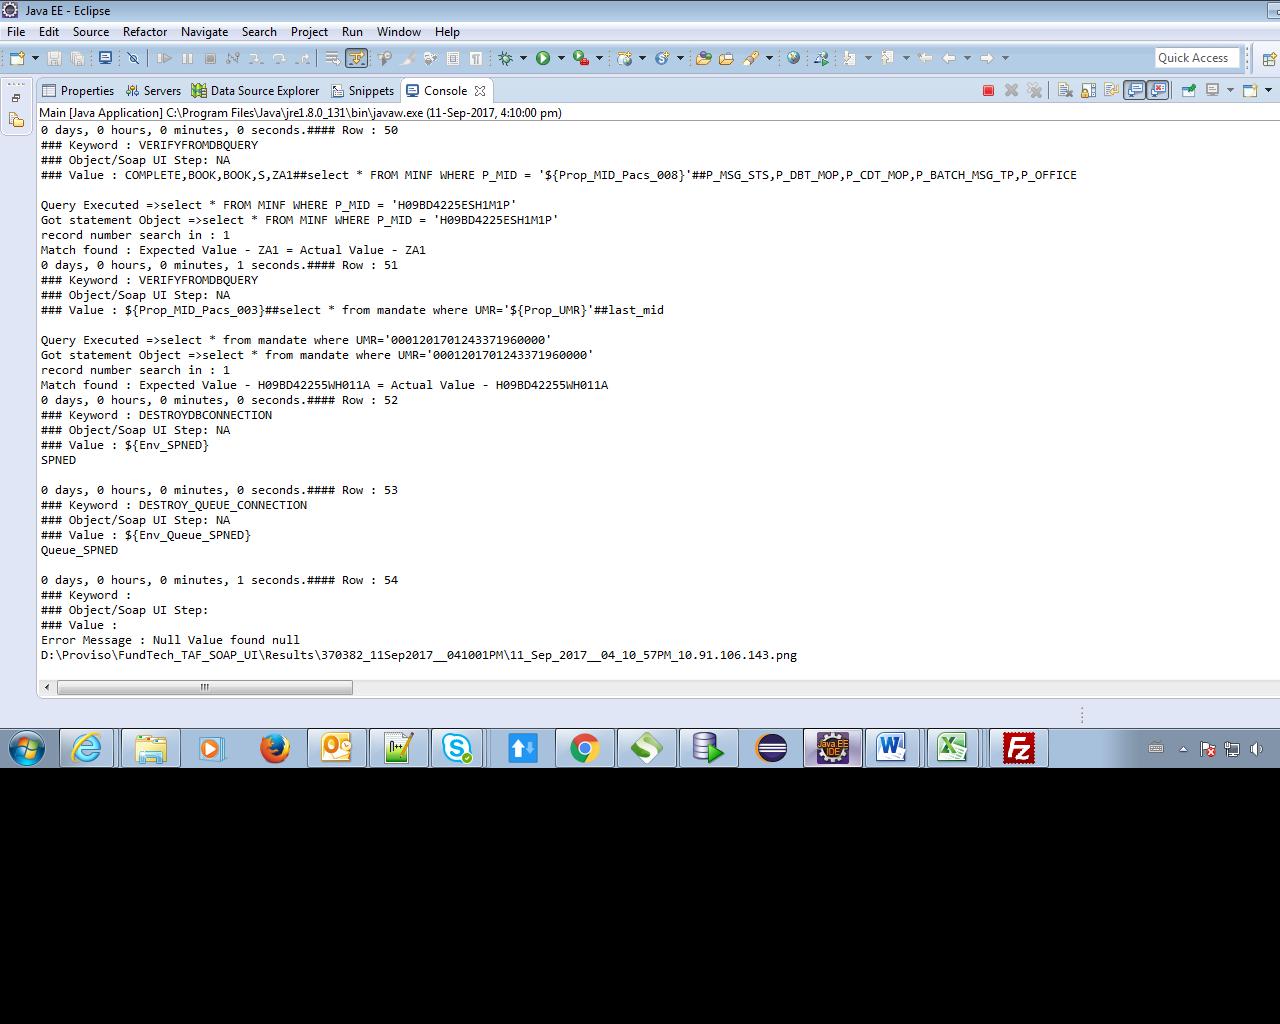 Java EE - Eclipse
File Edit Source Refactor Navigate Search Project Run Window Help
Quick Access
Properties Servers Data Source Explorer Snippets Console
Main [Java Application] C:\Program Files\Java\jre1.8.0_131\bin\javaw.exe (11-Sep-2017, 4:10:00 pm)
0 days, 0 hours, 0 minutes, 0 seconds.#### Row : 50
### Keyword : VERIFYFROMDBQUERY
### Object/Soap UI Step: NA
### Value : COMPLETE,BOOK,BOOK,S,ZA1##select * FROM MINF WHERE P_MID = '${Prop_MID_Pacs_008}'##P_MSG_STS,P_DBT_MOP,P_CDT_MOP,P_BATCH_MSG_TP,P_OFFICE
Query Executed =>select * FROM MINF WHERE P_MID = 'H09BD4225ESH1M1P'
Got statement Object =>select * FROM MINF WHERE P_MID = 'H09BD4225ESH1M1P'
record number search in : 1
Match found : Expected Value - ZA1 = Actual Value - ZA1
0 days, 0 hours, 0 minutes, 1 seconds.#### Row : 51
### Keyword : VERIFYFROMDBQUERY
### Object/Soap UI Step: NA
### Value : ${Prop_MID_Pacs_003}##select * from mandate where UMR='${Prop_UMR}'##last_mid
Query Executed =>select * from mandate where UMR='0001201701243371960000'
Got statement Object =>select * from mandate where UMR='0001201701243371960000'
record number search in : 1
Match found : Expected Value - H09BD42255WH011A = Actual Value - H09BD42255WH011A
0 days, 0 hours, 0 minutes, 0 seconds.#### Row : 52
### Keyword : DESTROYDBCONNECTION
### Object/Soap UI Step: NA
### Value : ${Env_SPNED}
SPNED
0 days, 0 hours, 0 minutes, 0 seconds.#### Row : 53
### Keyword : DESTROY_QUEUE_CONNECTION
### Object/Soap UI Step: NA
### Value : ${Env_Queue_SPNED}
Queue_SPNED
0 days, 0 hours, 0 minutes, 1 seconds.#### Row : 54
### Keyword :
### Object/Soap UI Step:
### Value :
Error Message : Null Value found null
D:\Proviso\FundTech_TAF_SOAP_UI\Results\370382_11Sep2017__041001PM\11_Sep_2017__04_10_57PM_10.91.106.143.png
Java EE
IDE